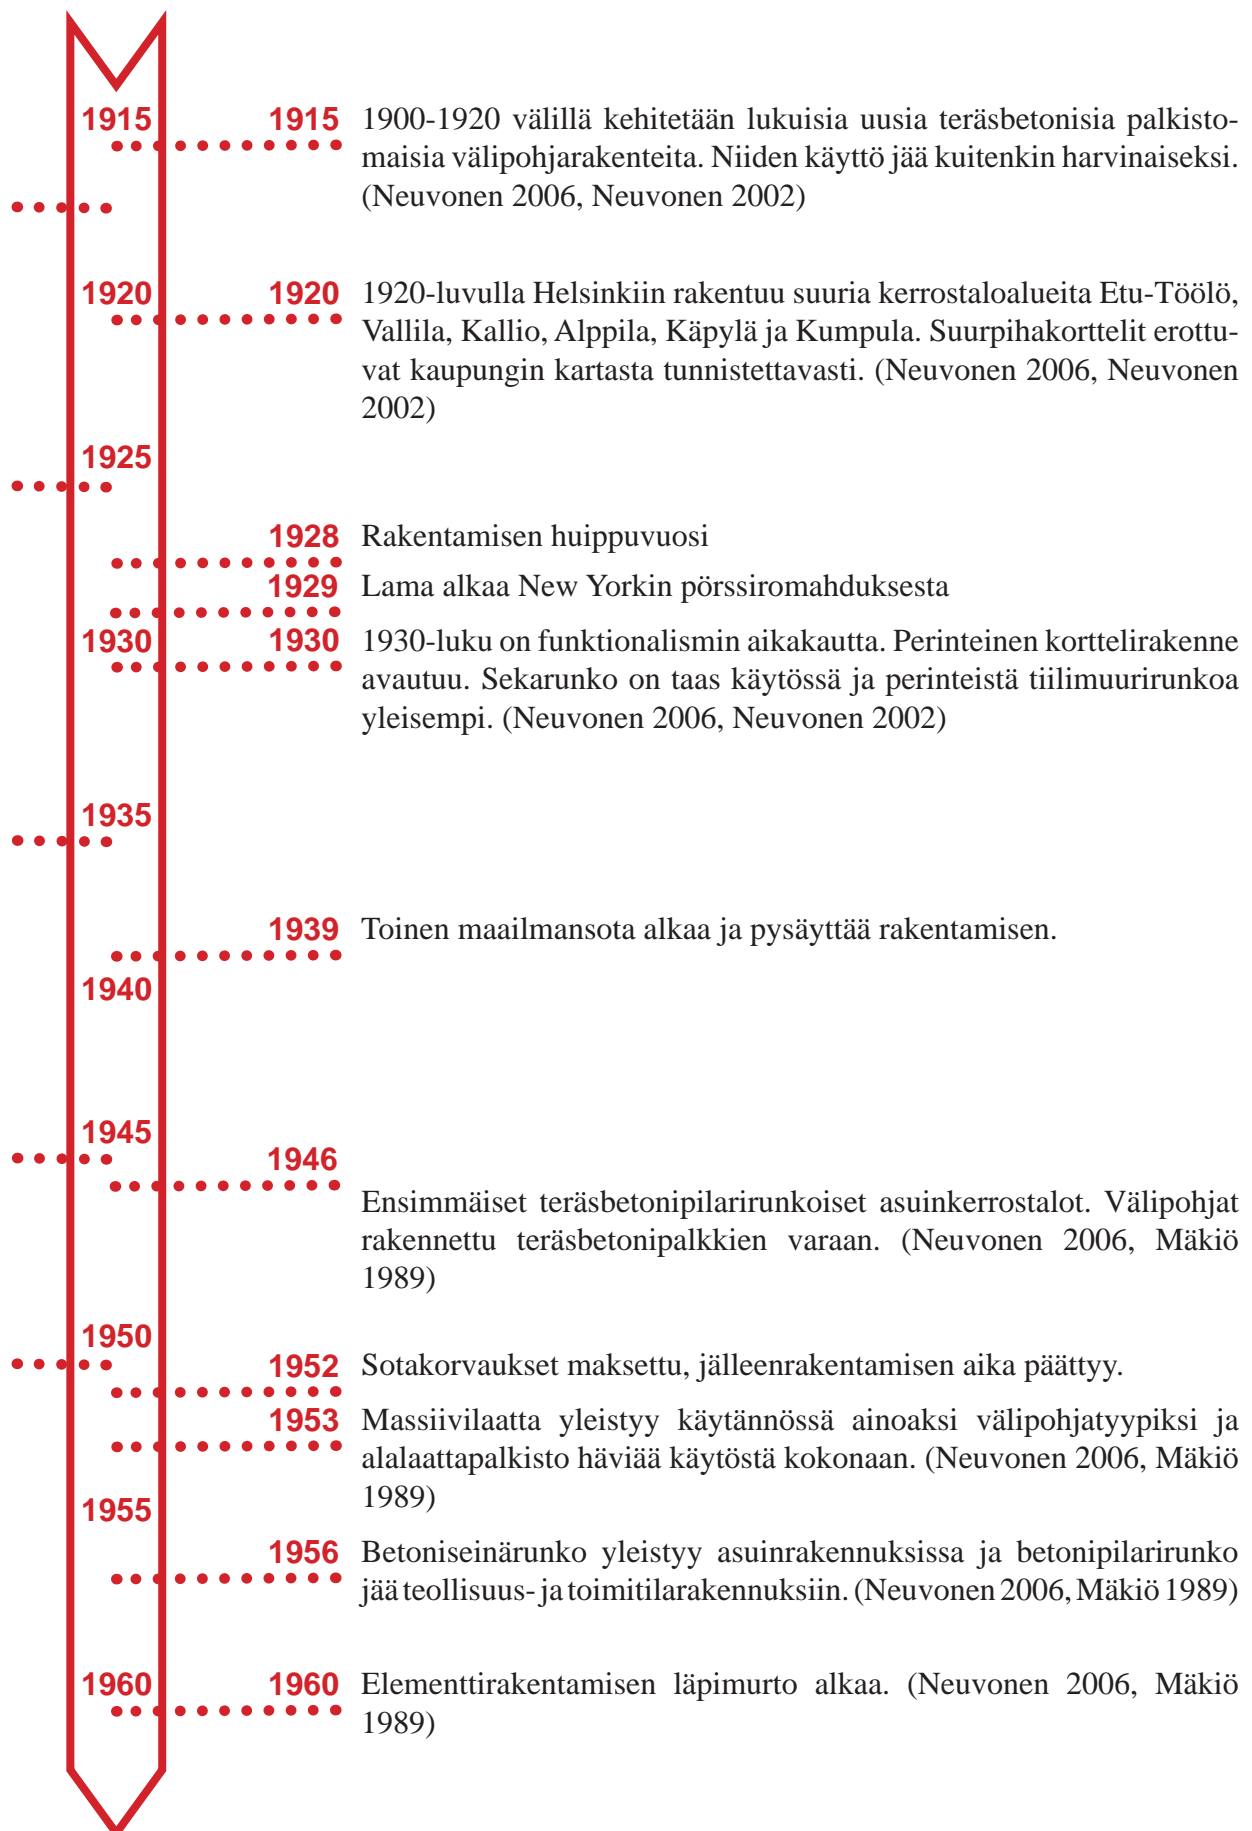 1915 1915 1900-1920 välillä kehitetään lukuisia uusia teräsbetonisia palkisto-
maisia välipohjarakenteita. Niiden käyttö jää kuitenkin harvinaiseksi.
(Neuvonen 2006, Neuvonen 2002)
1920 1920 1920-luvulla Helsinkiin rakentuu suuria kerrostaloalueita Etu-Töölö,
Vallila, Kallio, Alppila, Käpylä ja Kumpula. Suurpihakorttelit erottu-
vat kaupungin kartasta tunnistettavasti. (Neuvonen 2006, Neuvonen
2002)
1925
1928 Rakentamisen huippuvuosi
1929 Lama alkaa New Yorkin pörssiromahduksesta
1930 1930 1930-luku on funktionalismin aikakautta. Perinteinen korttelirakenne
avautuu. Sekarunko on taas käytössä ja perinteistä tiilimuurirunkoa
yleisempi. (Neuvonen 2006, Neuvonen 2002)
1935
1939 Toinen maailmansota alkaa ja pysäyttää rakentamisen.
1940
1945
1946
Ensimmäiset teräsbetonipilarirunkoiset asuinkerrostalot. Välipohjat
rakennettu teräsbetonipalkkien varaan. (Neuvonen 2006, Mäkiö
1989)
1950
1952 Sotakorvaukset maksettu, jälleenrakentamisen aika päättyy.
1953 Massiivilaatta yleistyy käytännössä ainoaksi välipohjatyypiksi ja
alalaattapalkisto häviää käytöstä kokonaan. (Neuvonen 2006, Mäkiö
1989)
1955
1956 Betoniseinärunko yleistyy asuinrakennuksissa ja betonipilarirunko
jää teollisuus- ja toimitilarakennuksiin. (Neuvonen 2006, Mäkiö 1989)
1960 1960 Elementtirakentamisen läpimurto alkaa. (Neuvonen 2006, Mäkiö
1989)